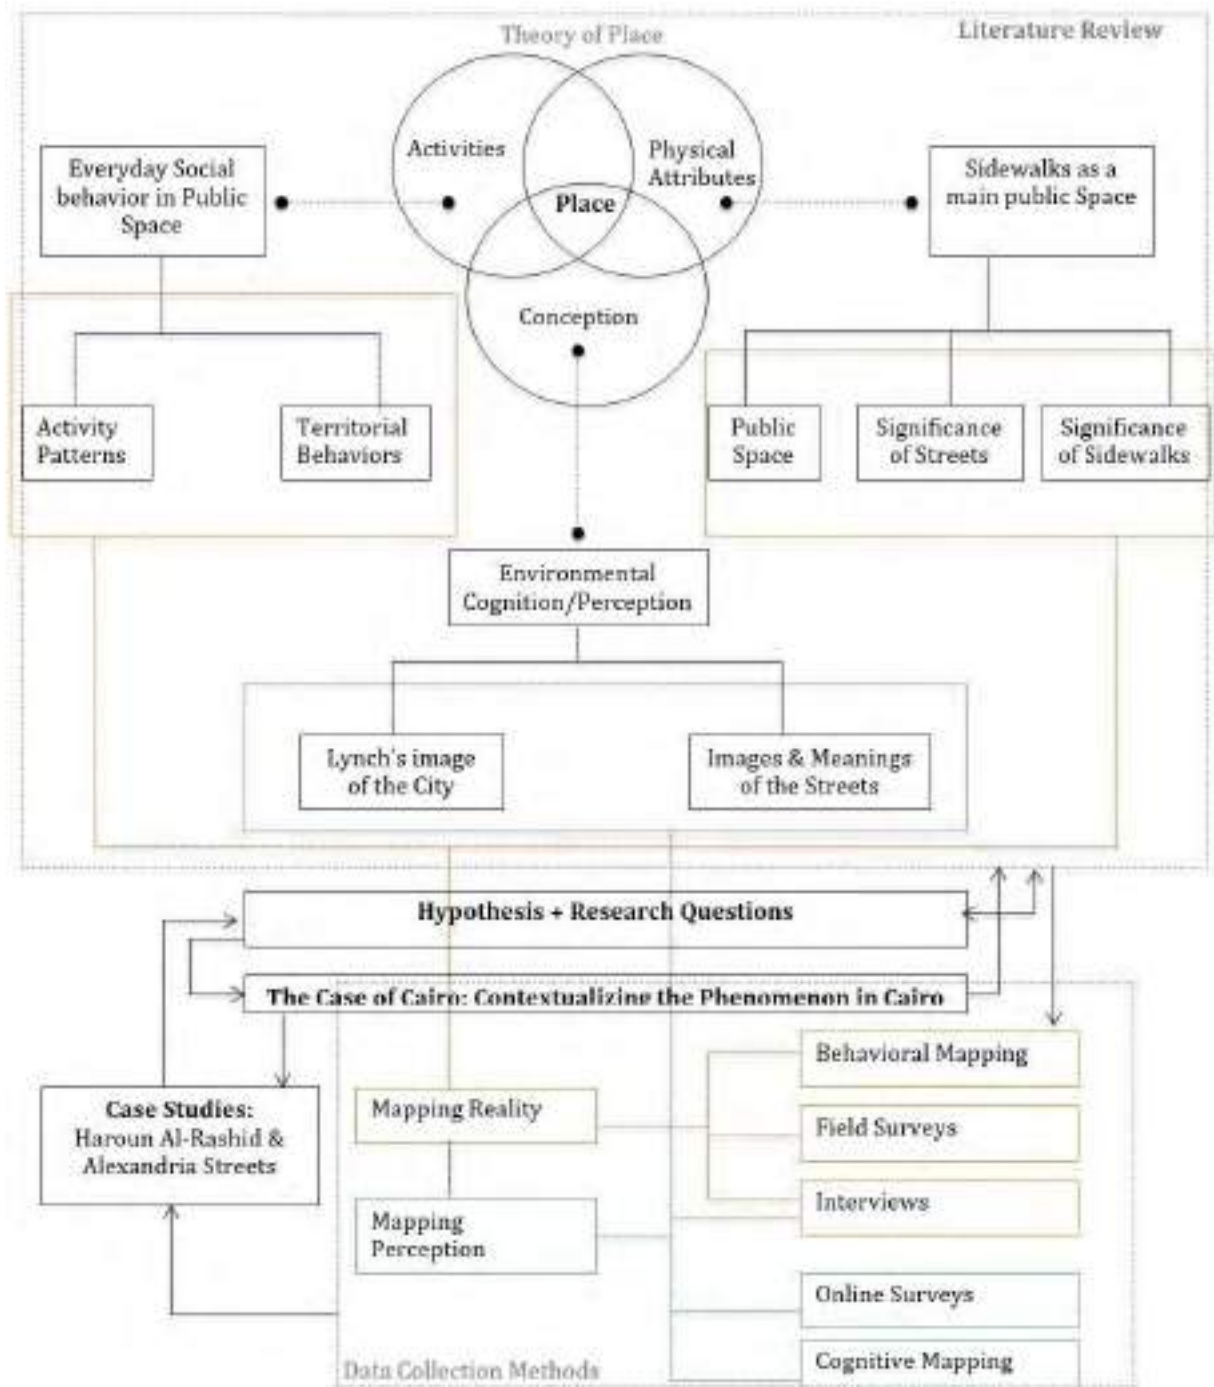 Theory of Place
Literature Review
Activities
Physical
Attributes
Place
Conception
Everyday Social
behavior in Public
Space
Sidewalks as a
main public Space
Activity
Patterns
Territorial
Behaviors
Public
Space
Significance
of Streets
Significance
of Sidewalks
Environmental
Cognition/Perception
Lynch's image
of the City
Images & Meanings
of the Streets
Hypothesis + Research Questions
The Case of Cairo: Contextualizing the Phenomenon in Cairo
Case Studies:
Haroun Al-Rashid &
Alexandria Streets
Mapping Reality
Mapping
Perception
Behavioral Mapping
Field Surveys
Interviews
Online Surveys
Cognitive Mapping
Data Collection Methods